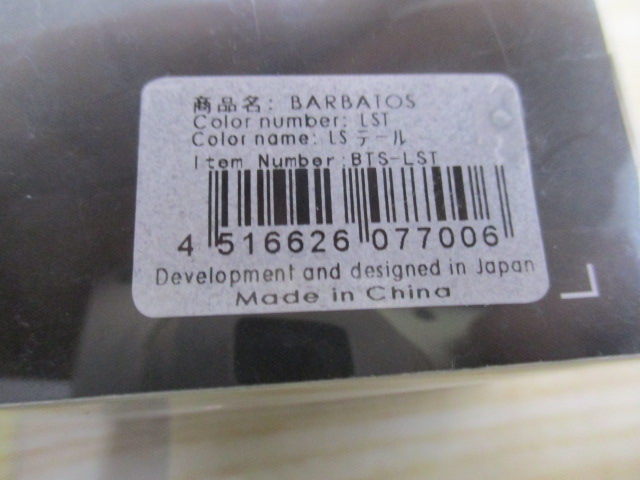 商品名: BARBATOS
Color number: LST
Color name: LSテール
Item Number:BTS-LST
4 516626 077006
Development and designed in Japan
Made in China